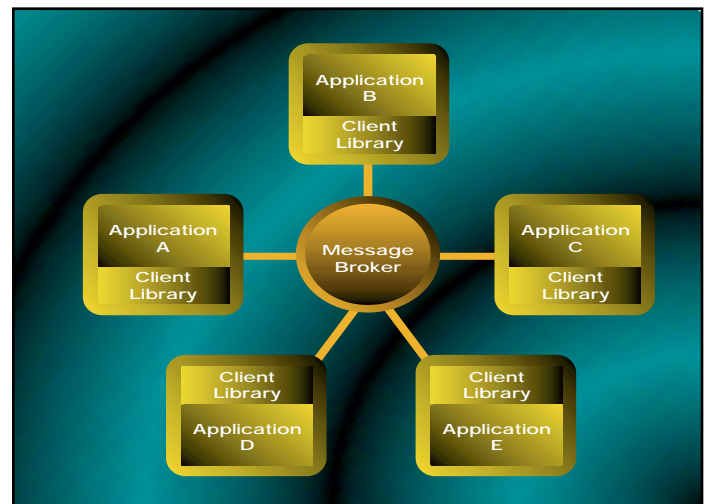 Application
B
Client
Library
Application
A
Client
Library
Message
Broker
Application
C
Client
Library
Client
Library
Application
D
Client
Library
Application
E